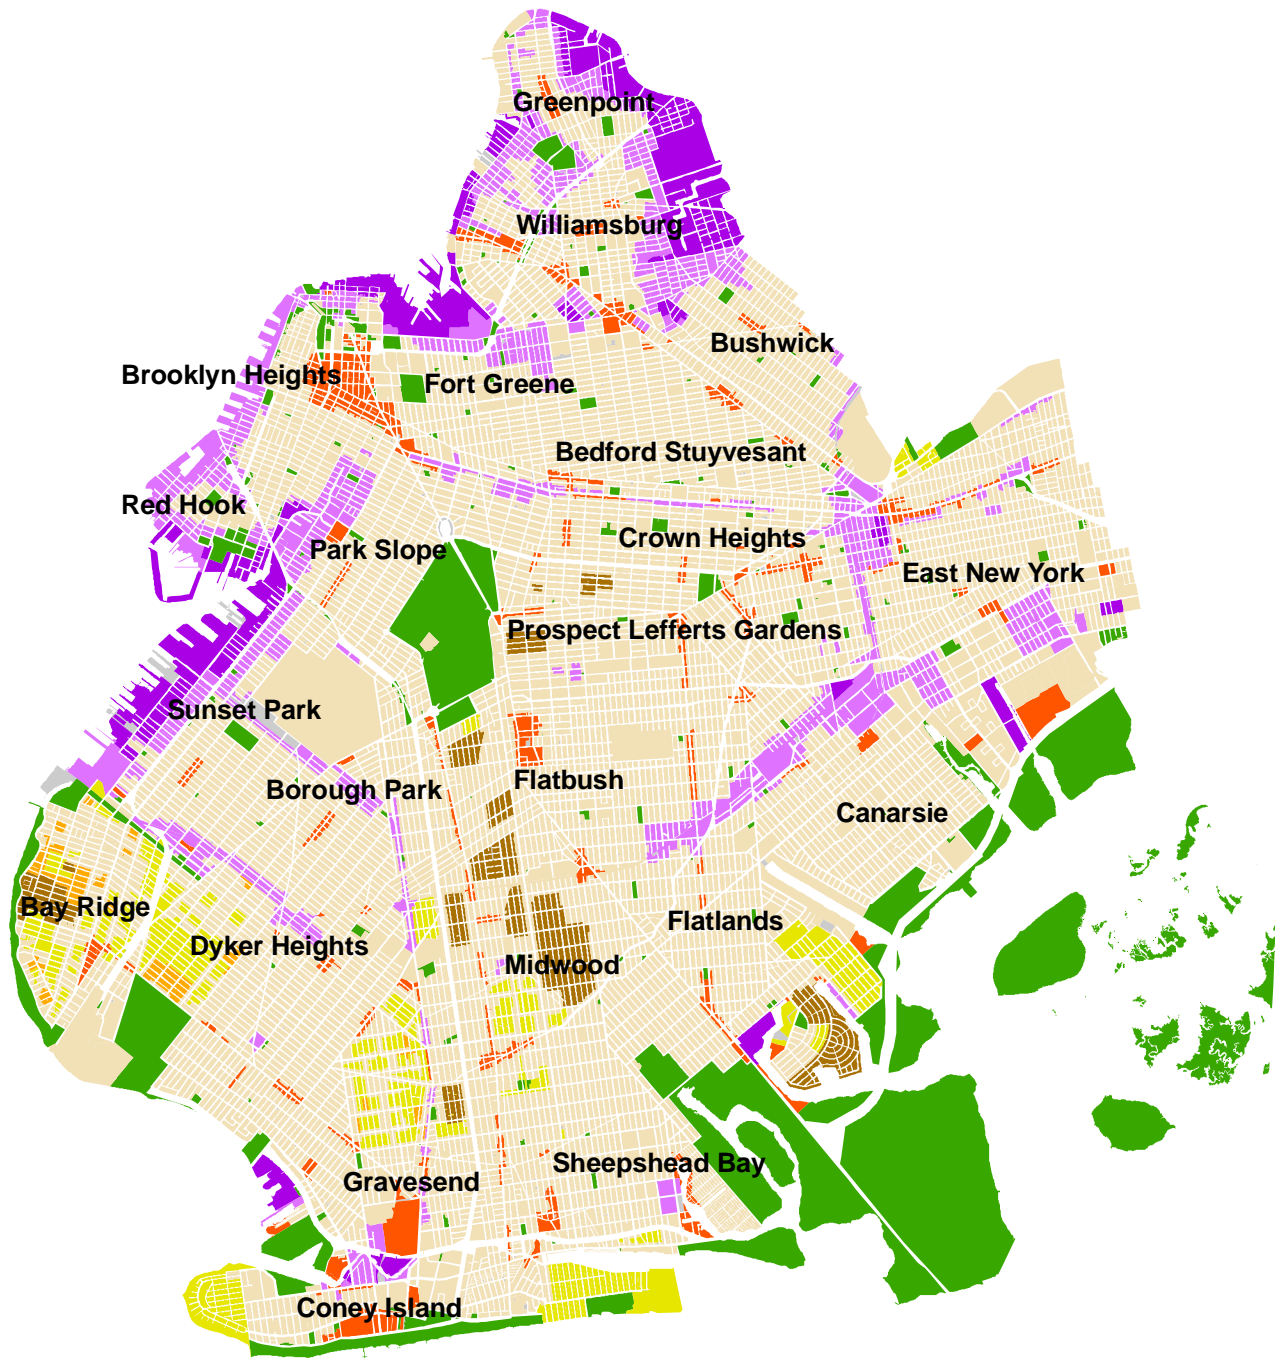 Greenpoint
Williamsburg
Bushwick
Brooklyn Heights
Fort Greene
Bedford Stuyvesant
Red Hook
Crown Heights
Park Slope
East New York
Prospect Lefferts Gardens
Sunset Park
Flatbush
Borough Park
Canarsie
Bay Ridge
Flatlands
Dyker Heights
Midwood
Sheepshead Bay
Gravesend
Coney Island